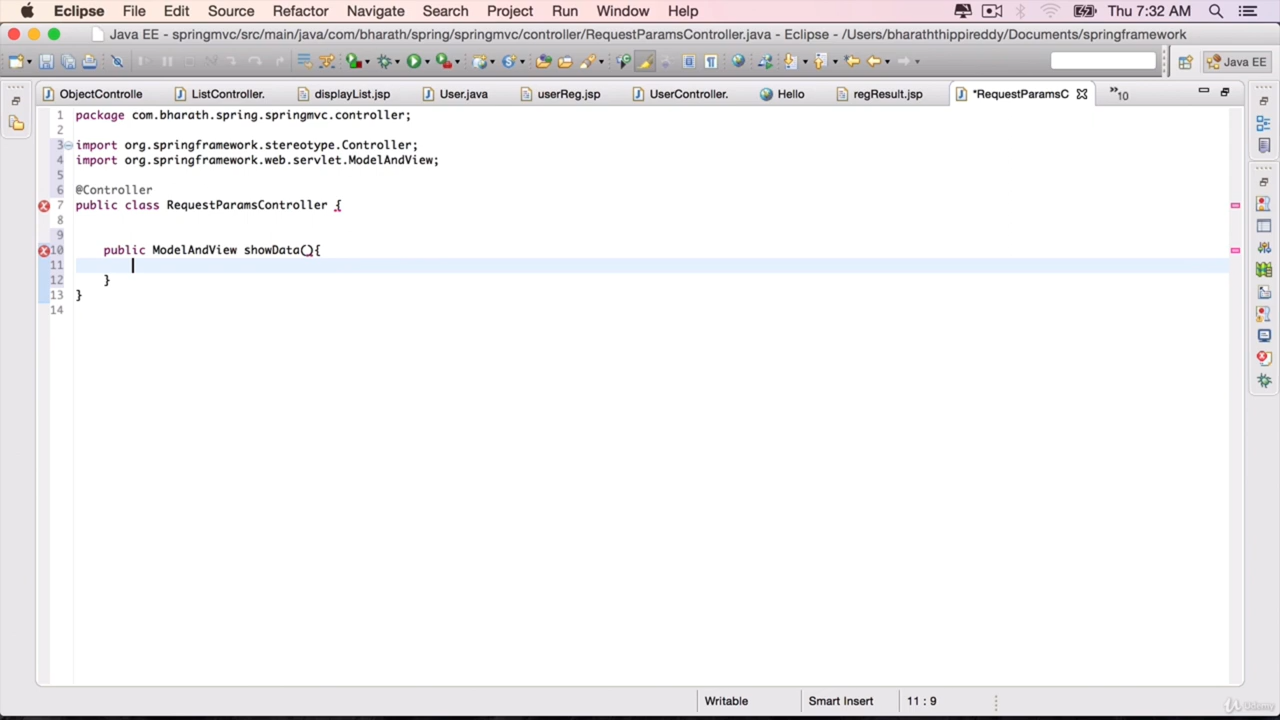 Eclipse File Edit Source Refactor Navigate Search Project Run Window Help Thu 7:32 AM
Java EE - springmvc/src/main/java/com/bharath/spring/springmvc/controller/RequestParamsController.java - Eclipse - /Users/bharaththippireddy/Documents/springframework
Java EE
ObjectControlle ListController. displayList.jsp User.java userReg.jsp UserController. Hello regResult.jsp *RequestParamsC »10
1 package com.bharath.spring.springmvc.controller;
2
3 import org.springframework.stereotype.Controller;
4 import org.springframework.web.servlet.ModelAndView;
5
6 @Controller
7 public class RequestParamsController {
8
9
10 public ModelAndView showData(){
11
12 }
13 }
14
Writable Smart Insert 11 : 9
Udemy